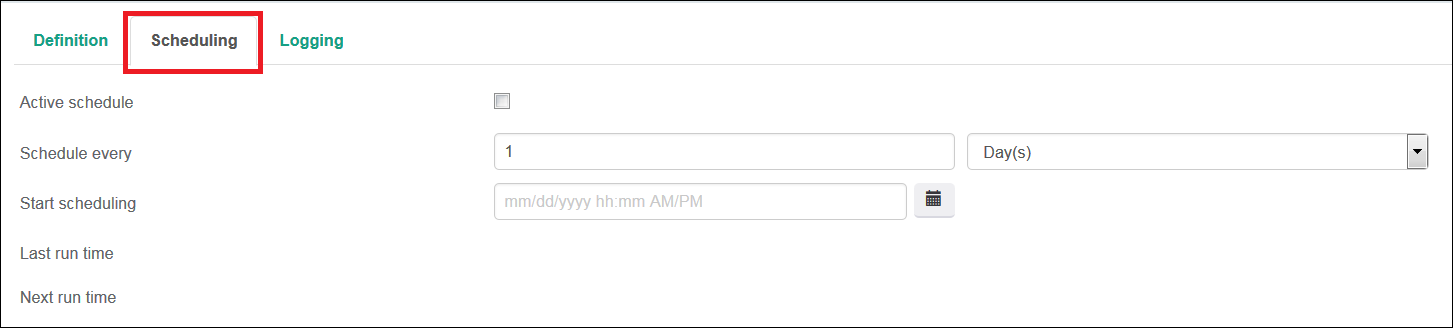 Definition Scheduling Logging
Active schedule
Schedule every 1 Day(s)
Start scheduling mm/dd/yyyy hh:mm AM/PM
Last run time
Next run time